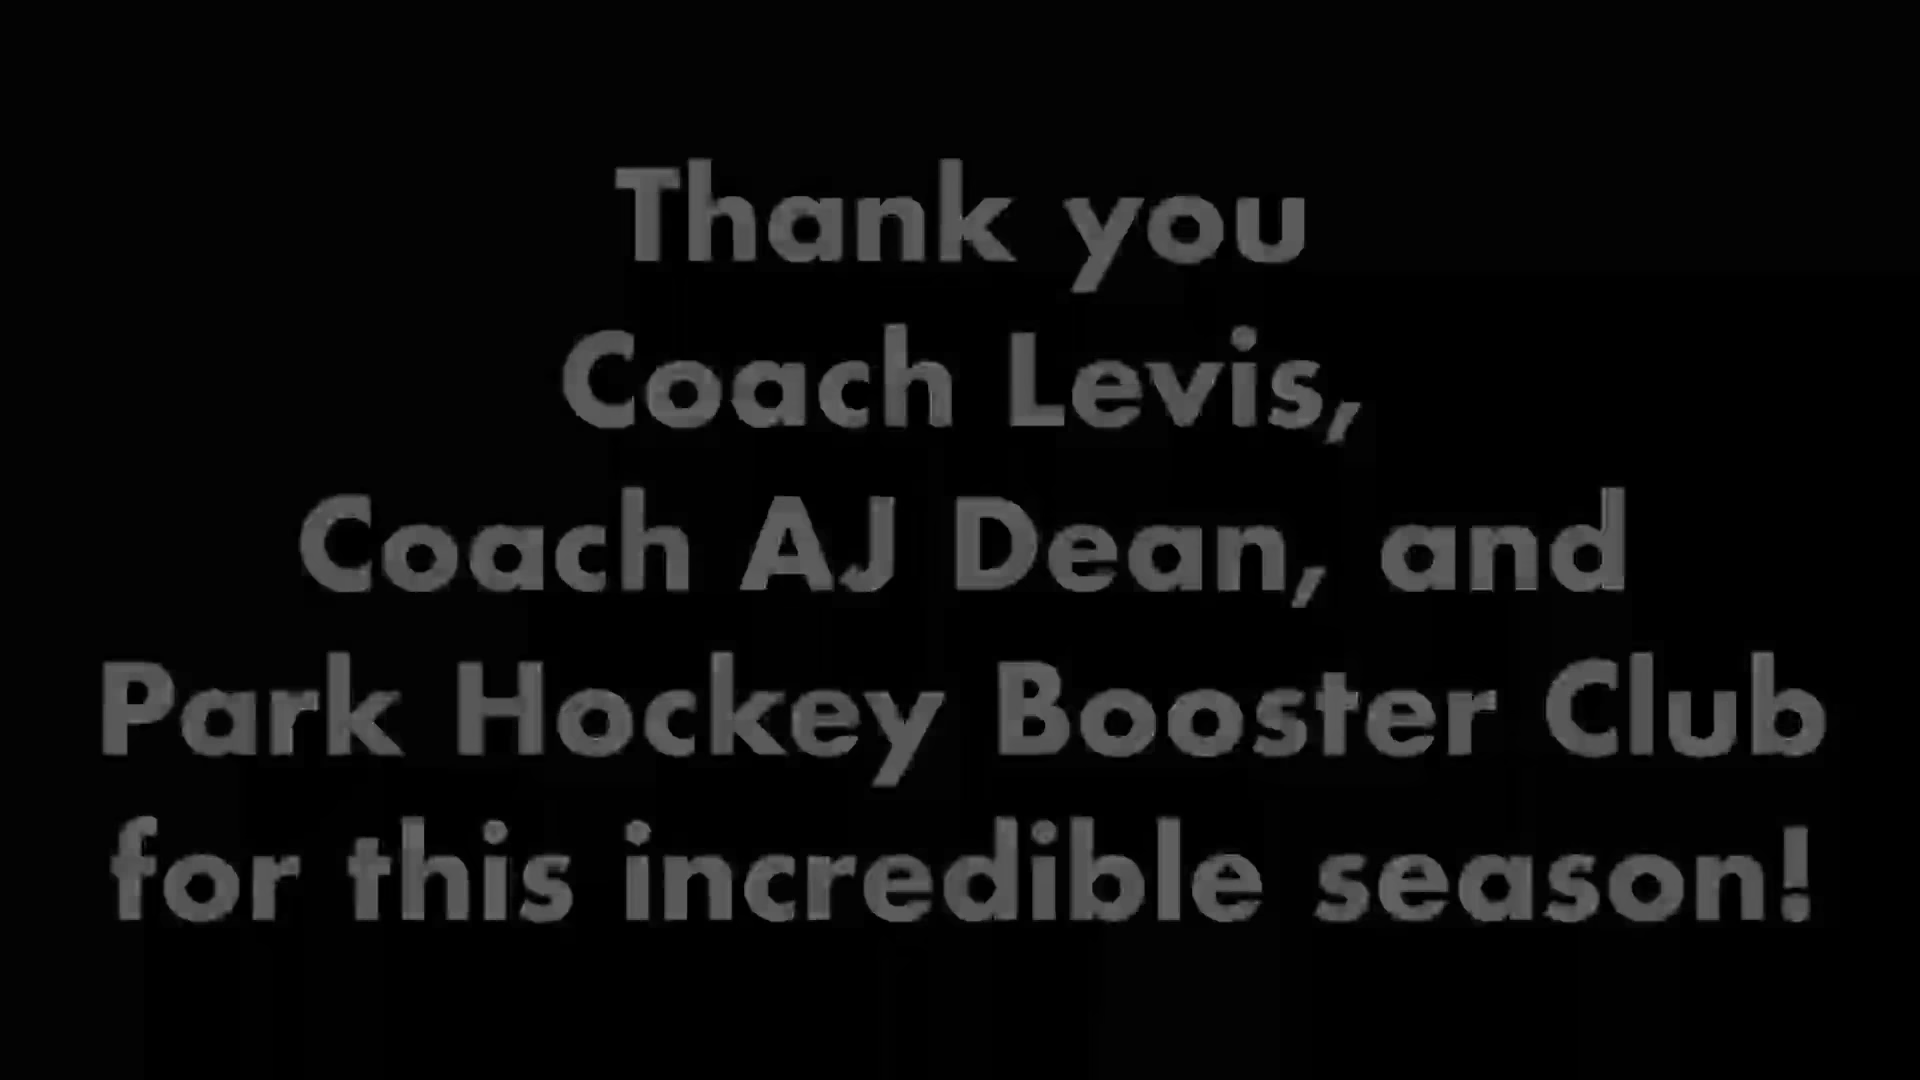 Thank you
Coach Levis,
Coach AJ Dean, and
Park Hockey Booster Club
for this incredible season!